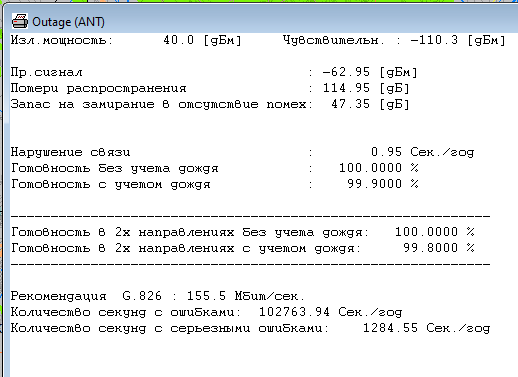 Outage (ANT)
Изл.мощность: 40.0 [дБм] Чувствительн. : -110.3 [дБм]
Пр.сигнал : -62.95 [дБм]
Потери распространения : 114.95 [дБ]
Запас на замирание в отсутствие помех: 47.35 [дБ]
Нарушение связи : 0.95 Сек./год
Готовность без учета дождя : 100.0000 %
Готовность с учетом дождя : 99.9000 %
Готовность в 2х направлениях без учета дождя: 100.0000 %
Готовность в 2х направлениях с учетом дождя: 99.8000 %
Рекомендация G.826 : 155.5 Мбит/сек.
Количество секунд с ошибками: 102763.94 Сек./год
Количество секунд с серьезными ошибками: 1284.55 Сек./год